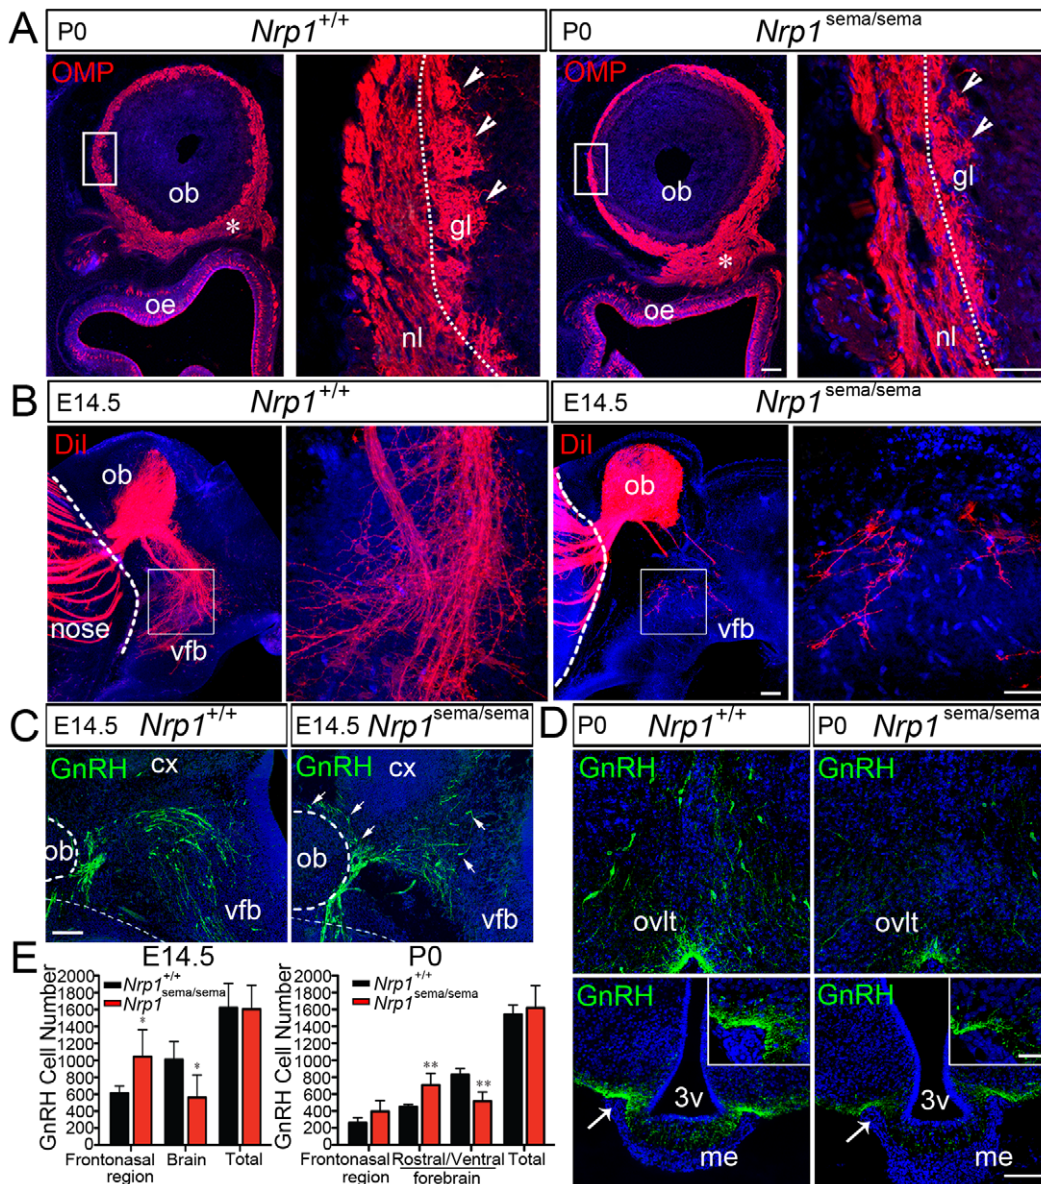 A
P0 Nrp1+/+
P0 Nrp1sema/sema
OMP
ob
*
oe
gl
nl
OMP
ob
*
oe
gl
nl
B
E14.5 Nrp1+/+
E14.5 Nrp1sema/sema
DiI
ob
nose
vfb
DiI
ob
vfb
C
E14.5 Nrp1+/+
E14.5 Nrp1sema/sema
GnRH
cx
ob
vfb
GnRH
cx
ob
vfb
D
P0 Nrp1+/+
P0 Nrp1sema/sema
GnRH
ovlt
GnRH
ovlt
GnRH
3v
me
GnRH
3v
me
E
E14.5
GnRH Cell Number
2000
1800
1600
1400
1200
1000
800
600
400
200
0
Nrp1+/+
Nrp1sema/sema
*
*
Frontonasal
region
Brain
Total
P0
GnRH Cell Number
2000
1800
1600
1400
1200
1000
800
600
400
200
0
Nrp1+/+
Nrp1sema/sema
**
**
Frontonasal
region
Rostral/Ventral
forebrain
Total